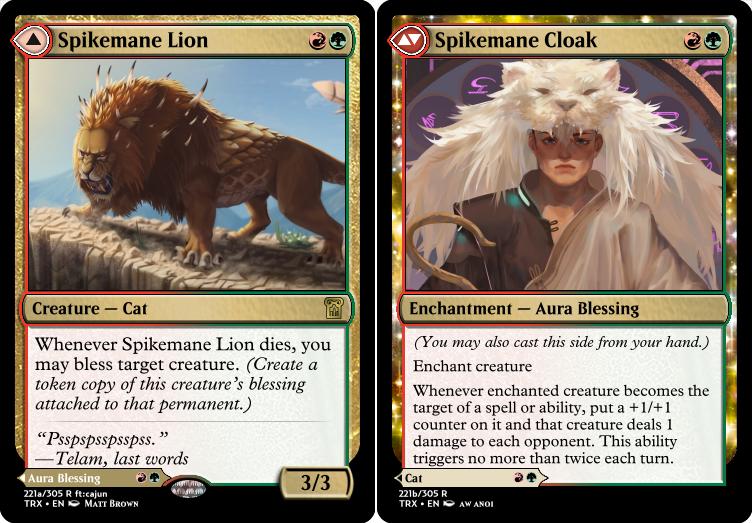 Spikemane Lion
Creature — Cat
Whenever Spikemane Lion dies, you
may bless target creature. (Create a
token copy of this creature's blessing
attached to that permanent.)
“Psspspsspsspss.”
—Telam, last words
Aura Blessing
3/3
221a/305 R ft:cajun
TRX • EN Matt Brown
Spikemane Cloak
Enchantment — Aura Blessing
(You may also cast this side from your hand.)
Enchant creature
Whenever enchanted creature becomes the
target of a spell or ability, put a +1/+1
counter on it and that creature deals 1
damage to each opponent. This ability
triggers no more than twice each turn.
Cat
221b/305 R
TRX • EN aw anqi